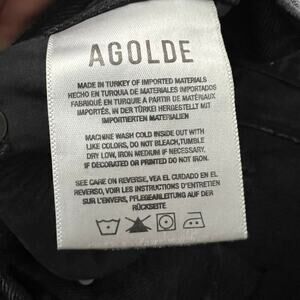 AGOLDE
MADE IN TURKEY OF IMPORTED MATERIALS
HECHO EN TURQUIA DE MATERIALES IMPORTADOS
FABRIQUÉ EN TURQUIE A PARTIR DE MATÉRIAUX
IMPORTÉS, IN DER TÜRKEI HERGESTELLT MIT
IMPORTIERTEN MATERIALIEN
MACHINE WASH COLD INSIDE OUT WITH
LIKE COLORS, DO NOT BLEACH, TUMBLE
DRY LOW, IRON MEDIUM IF NECESSARY.
IF DECORATED OR PRINTED DO NOT IRON.
SEE CARE ON REVERSE, VEA EL CUIDADO EN EL
REVERSO, VOIR LES INSTRUCTIONS D'ENTRETIEN
SUR L'ENVERS, PFLEGEANLEITUNG AUF DER
RÜCKSEITE